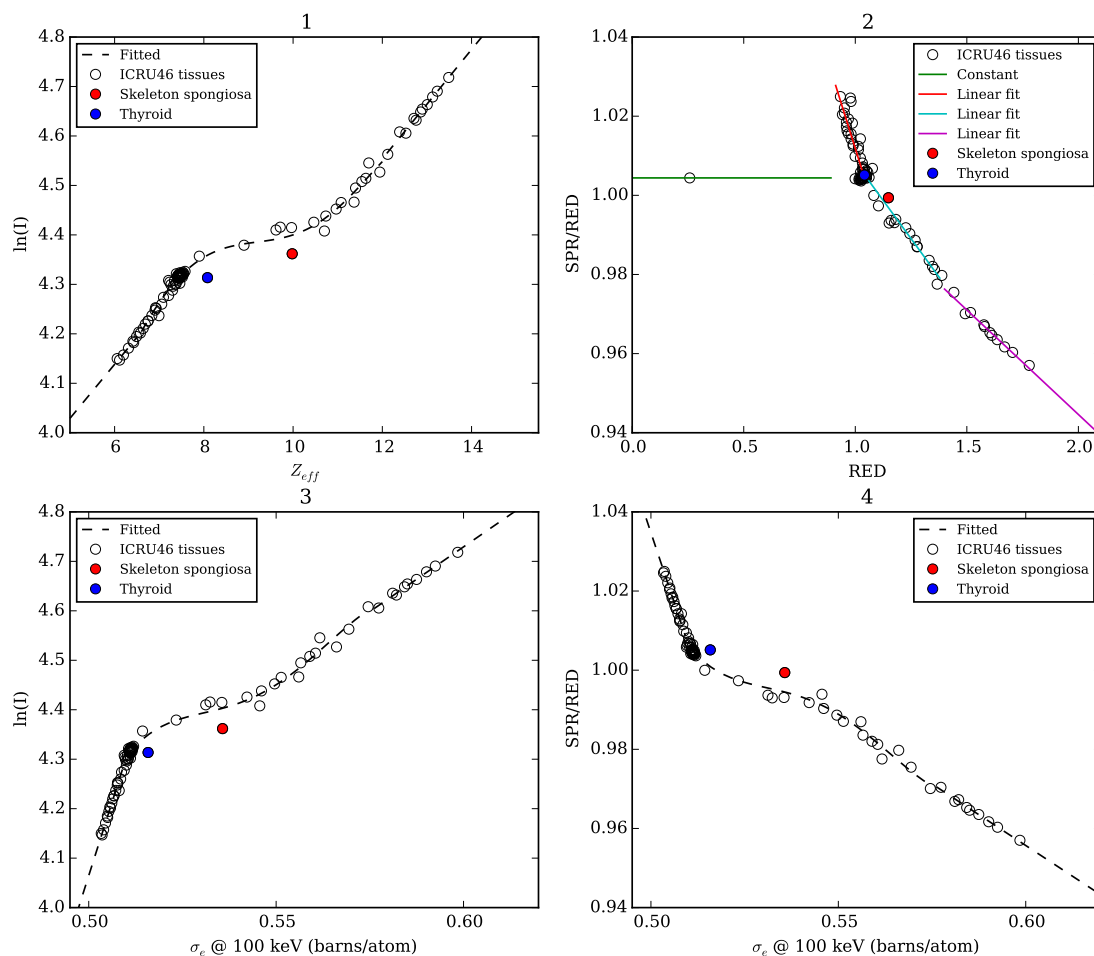 1
4.8
4.7
4.6
4.5
4.4
4.3
4.2
4.1
4.0
ln(I)
Fitted
ICRU46 tissues
Skeleton spongiosa
Thyroid
6 8 10 12 14
Z_eff
2
1.04
1.02
1.00
0.98
0.96
0.94
SPR/RED
ICRU46 tissues
Constant
Linear fit
Linear fit
Linear fit
Skeleton spongiosa
Thyroid
0.0 0.5 1.0 1.5 2.0
RED
3
4.8
4.7
4.6
4.5
4.4
4.3
4.2
4.1
4.0
ln(I)
Fitted
ICRU46 tissues
Skeleton spongiosa
Thyroid
0.50 0.55 0.60
σ_e @ 100 keV (barns/atom)
4
1.04
1.02
1.00
0.98
0.96
0.94
SPR/RED
Fitted
ICRU46 tissues
Skeleton spongiosa
Thyroid
0.50 0.55 0.60
σ_e @ 100 keV (barns/atom)